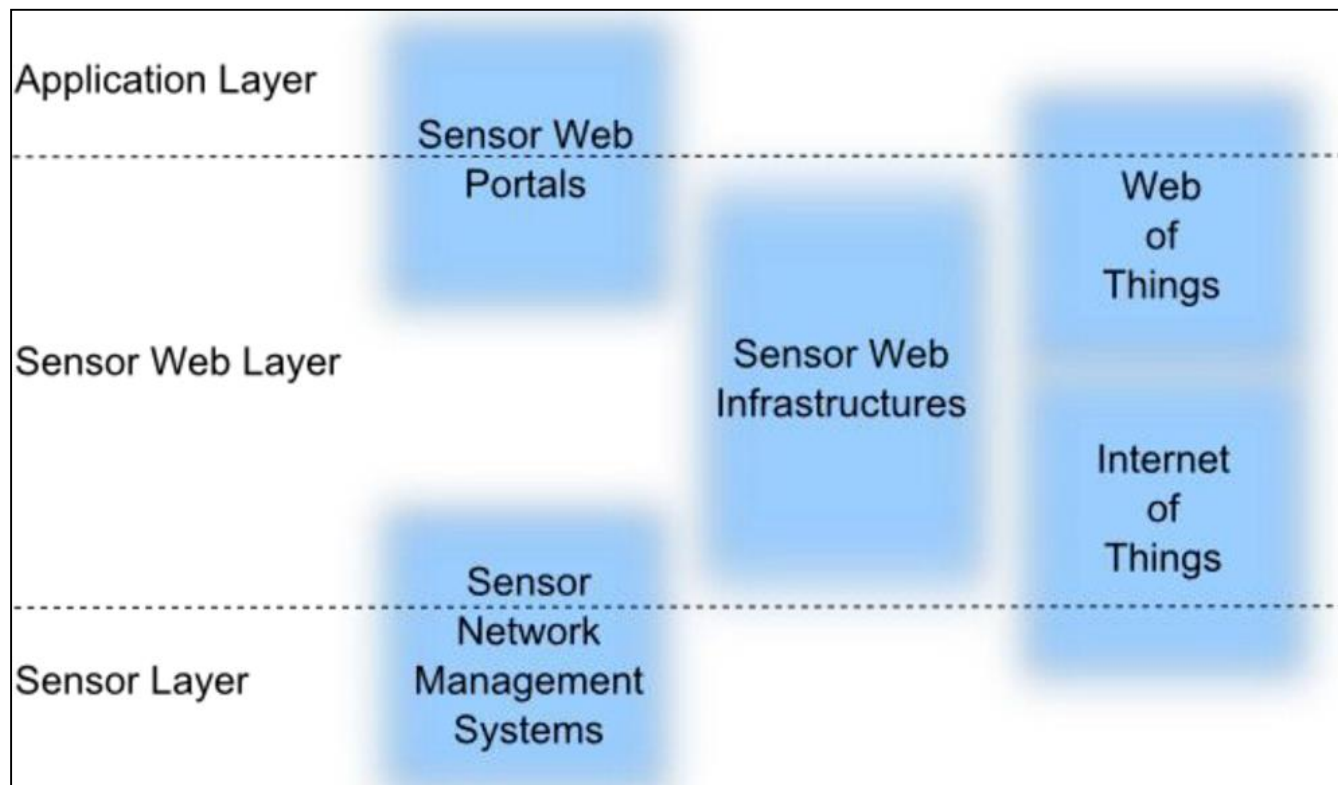 Application Layer
Sensor Web
Portals
Web
of
Things
Sensor Web Layer
Sensor Web
Infrastructures
Internet
of
Things
Sensor Layer
Sensor
Network
Management
Systems